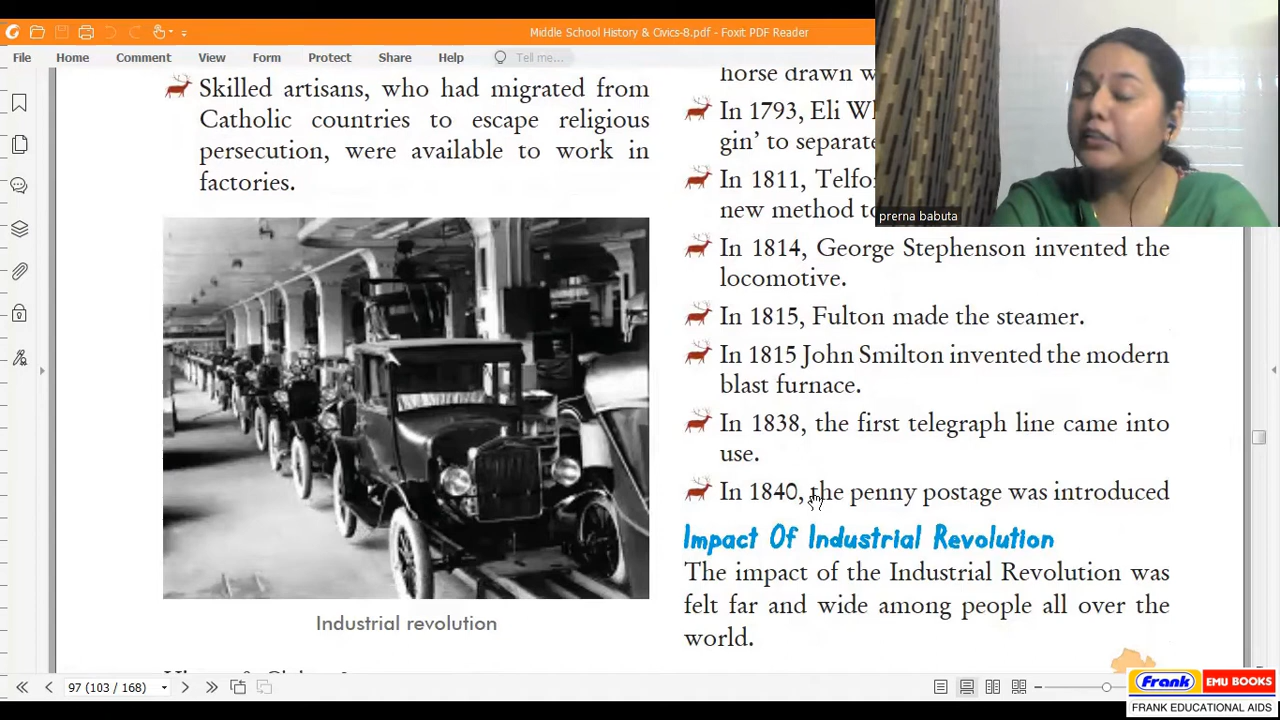 Middle School History & Civics-8.pdf - Foxit PDF Reader
File Home Comment View Form Protect Share Help Tell me...
Skilled artisans, who had migrated from
Catholic countries to escape religious
persecution, were available to work in
factories.
Industrial revolution
horse drawn
In 1793, Eli
gin' to separate
In 1811,
new method
In 1814, George Stephenson invented the
locomotive.
In 1815, Fulton made the steamer.
In 1815 John Smilton invented the modern
blast furnace.
In 1838, the first telegraph line came into
use.
In 1840, the penny postage was introduced
Impact Of Industrial Revolution
The impact of the Industrial Revolution was
felt far and wide among people all over the
world.
prerna babuta
97 (103 / 168)
Frank EMU BOOKS
FRANK EDUCATIONAL AIDS